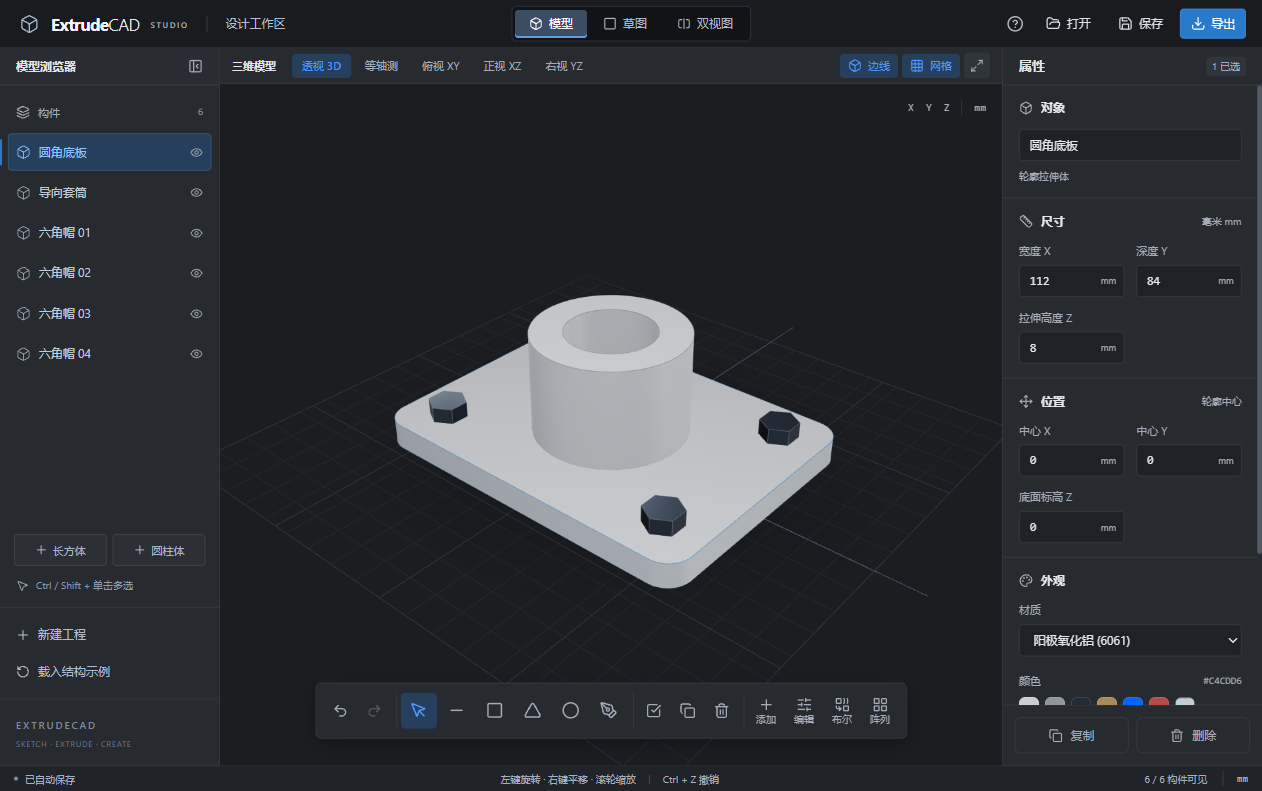 ExtrudeCAD STUDIO 设计工作区 模型 草图 双视图 打开 保存 导出
模型浏览器
构件 6
圆角底板
导向套筒
六角帽 01
六角帽 02
六角帽 03
六角帽 04
+ 长方体 + 圆柱体
Ctrl / Shift + 单击多选
+ 新建工程
载入结构示例
EXTRUDECAD
SKETCH · EXTRUDE · CREATE
三维模型 透视 3D 等轴测 俯视 XY 正视 XZ 右视 YZ 边线 网格
X Y Z mm
添加 编辑 布尔 阵列
属性 1 已选
对象
圆角底板
轮廓拉伸体
尺寸 毫米 mm
宽度 X 深度 Y
112 mm 84 mm
拉伸高度 Z
8 mm
位置 轮廓中心
中心 X 中心 Y
0 mm 0 mm
底面标高 Z
0 mm
外观
材质
阳极氧化铝 (6061)
颜色 #C4CDD6
复制 删除
已自动保存 左键旋转 · 右键平移 · 滚轮缩放 Ctrl + Z 撤销 6 / 6 构件可见 mm